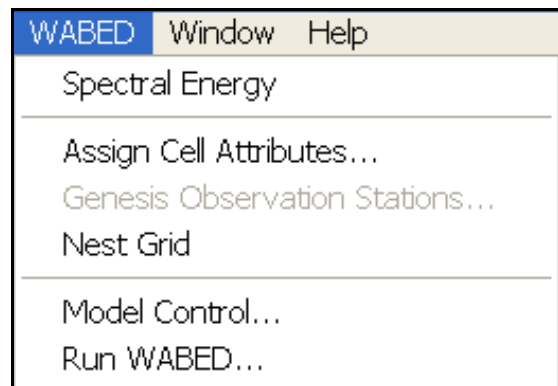 WABED Window Help
Spectral Energy
Assign Cell Attributes...
Genesis Observation Stations...
Nest Grid
Model Control...
Run WABED...